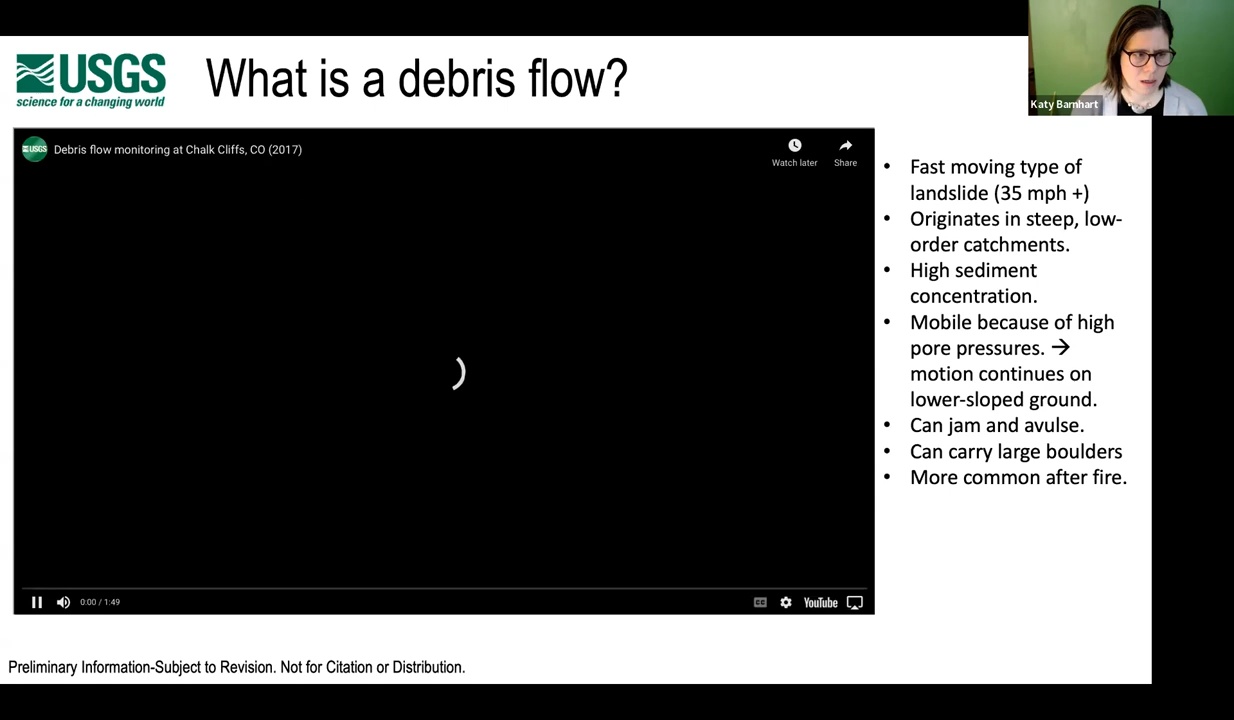 USGS
science for a changing world
What is a debris flow?
Katy Barnhart
USGS
Debris flow monitoring at Chalk Cliffs, CO (2017)
Watch later
Share
• Fast moving type of
landslide (35 mph +)
• Originates in steep, low-
order catchments.
• High sediment
concentration.
• Mobile because of high
pore pressures. →
motion continues on
lower-sloped ground.
• Can jam and avulse.
• Can carry large boulders
• More common after fire.
0:00 / 1:49
CC
YouTube
Preliminary Information-Subject to Revision. Not for Citation or Distribution.